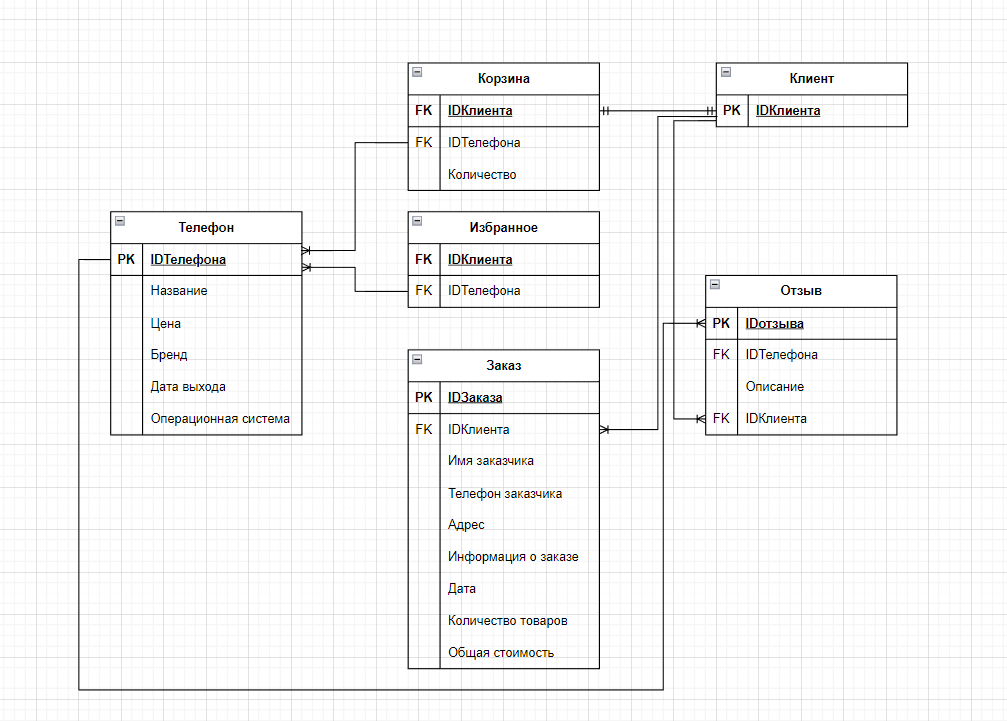 Корзина
FK IDКлиента
FK IDТелефона
Количество
Клиент
PK IDКлиента
Телефон
PK IDТелефона
Название
Цена
Бренд
Дата выхода
Операционная система
Избранное
FK IDКлиента
FK IDТелефона
Отзыв
PK IDотзыва
FK IDТелефона
Описание
FK IDКлиента
Заказ
PK IDЗаказа
FK IDКлиента
Имя заказчика
Телефон заказчика
Адрес
Информация о заказе
Дата
Количество товаров
Общая стоимость